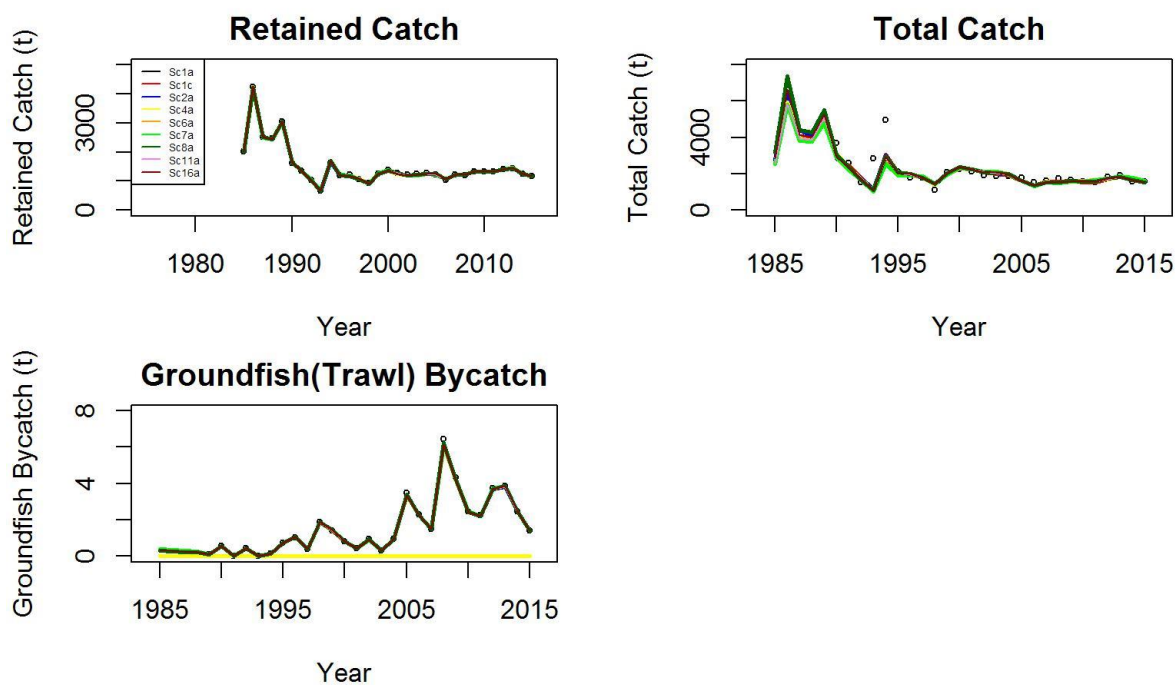 Retained Catch
Retained Catch (t)
3000
0
Sc1a
Sc1c
Sc2a
Sc4a
Sc6a
Sc7a
Sc8a
Sc11a
Sc16a
1980 1990 2000 2010
Year
Total Catch
Total Catch (t)
4000
0
1985 1995 2005 2015
Year
Groundfish(Trawl) Bycatch
Groundfish Bycatch (t)
8
4
0
1985 1995 2005 2015
Year